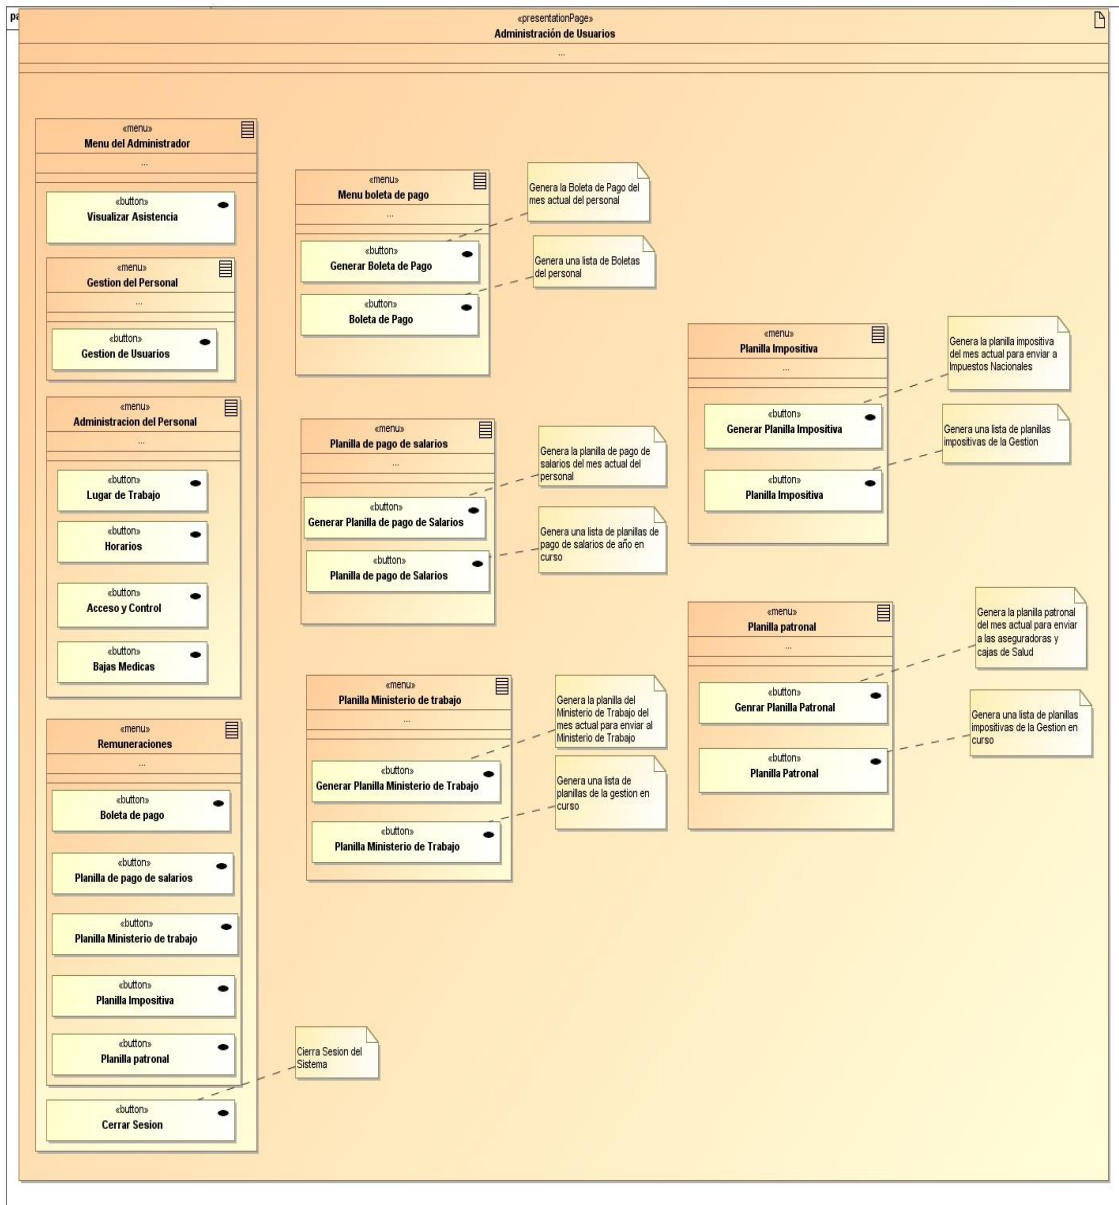 pa
«presentationPage»
Administración de Usuarios
...
«menu»
Menu del Administrador
...
«button»
Visualizar Asistencia
«menu»
Gestion del Personal
...
«button»
Gestion de Usuarios
«menu»
Administracion del Personal
...
«button»
Lugar de Trabajo
«button»
Horarios
«button»
Acceso y Control
«button»
Bajas Medicas
«menu»
Remuneraciones
...
«button»
Boleta de pago
«button»
Planilla de pago de salarios
«button»
Planilla Ministerio de trabajo
«button»
Planilla Impositiva
«button»
Planilla patronal
«button»
Cerrar Sesion
Cierra Sesion del
Sistema
«menu»
Menu boleta de pago
...
«button»
Generar Boleta de Pago
«button»
Boleta de Pago
Genera la Boleta de Pago del
mes actual del personal
Genera una lista de Boletas
del personal
«menu»
Planilla de pago de salarios
...
«button»
Generar Planilla de pago de Salarios
«button»
Planilla de pago de Salarios
Genera la planilla de pago de
salarios del mes actual del
personal
Genera una lista de planillas de
pago de salarios de año en
curso
«menu»
Planilla Ministerio de trabajo
...
«button»
Generar Planilla Ministerio de Trabajo
«button»
Planilla Ministerio de Trabajo
Genera la planilla del
Ministerio de Trabajo del
mes actual para enviar al
Ministerio de Trabajo
Genera una lista de
planillas de la gestion en
curso
«menu»
Planilla Impositiva
...
«button»
Generar Planilla Impositiva
«button»
Planilla Impositiva
Genera la planilla impositiva
del mes actual para enviar a
Impuestos Nacionales
Genera una lista de planillas
impositivas de la Gestion
«menu»
Planilla patronal
...
«button»
Genrar Planilla Patronal
«button»
Planilla Patronal
Genera la planilla patronal
del mes actual para enviar
a las aseguradoras y
cajas de Salud
Genera una lista de planillas
impositivas de la Gestion en
curso